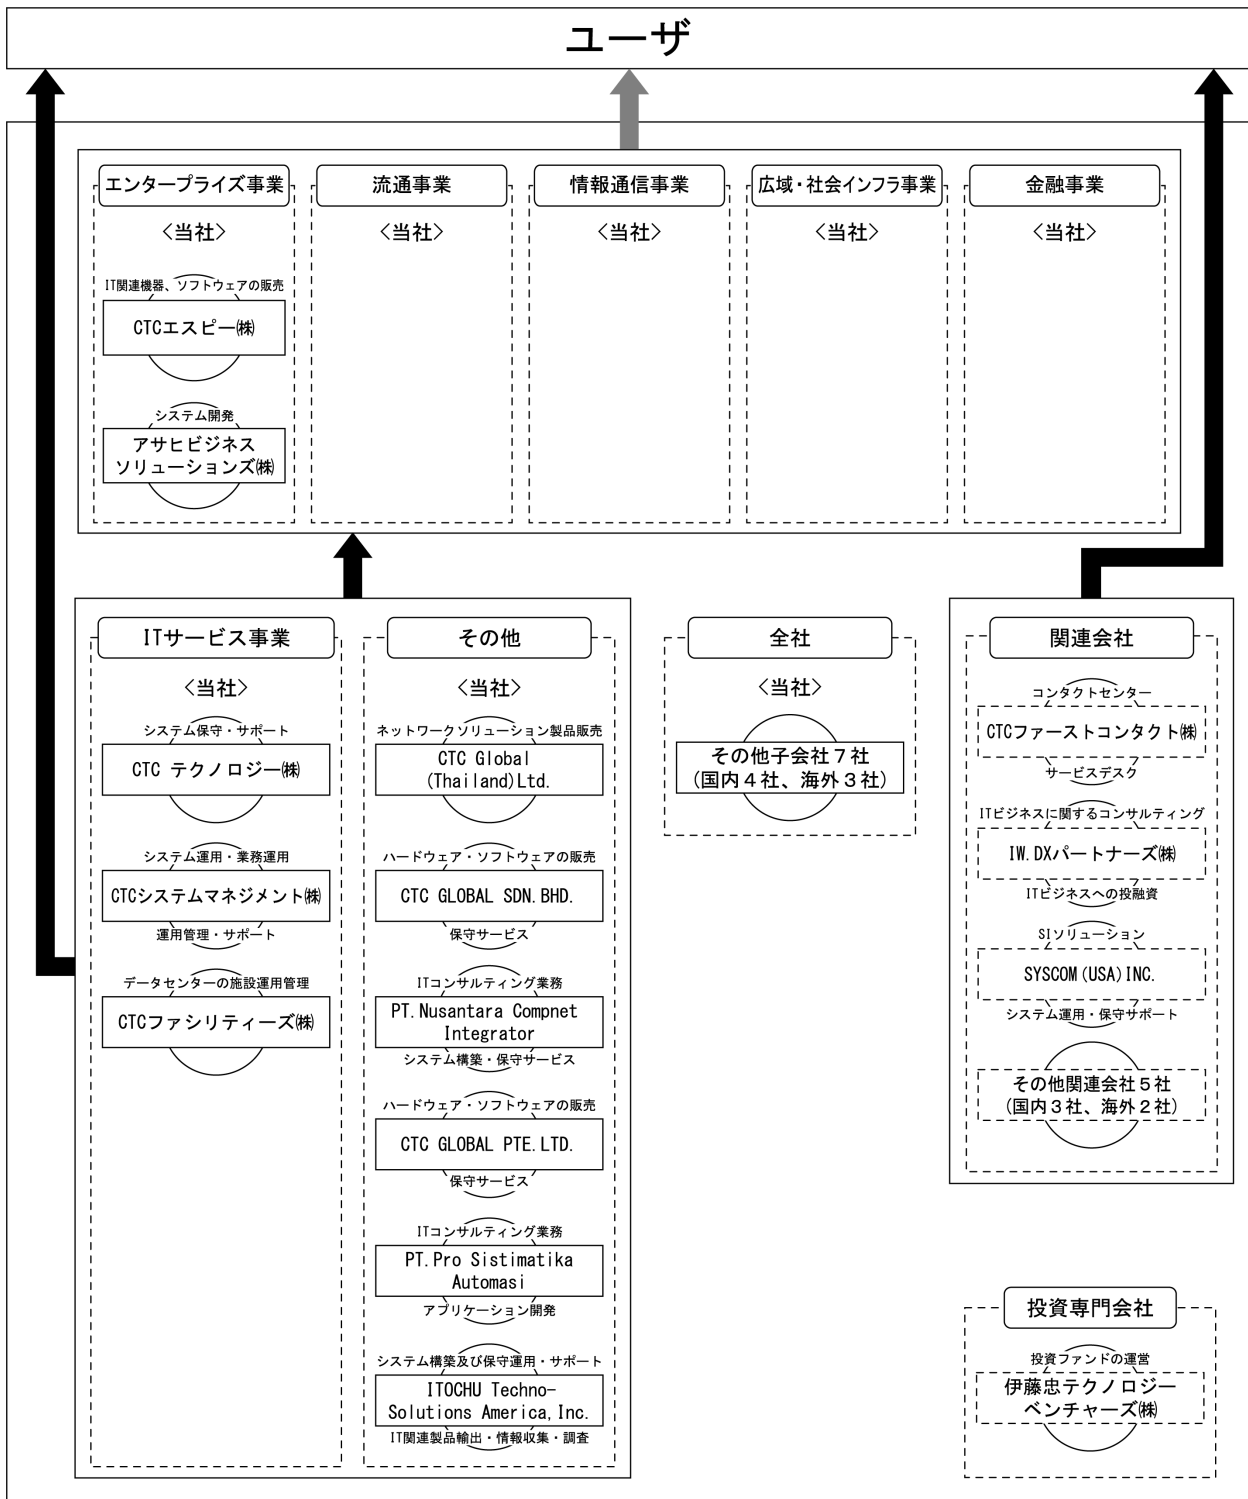 ユーザ
エンタープライズ事業
〈当社〉
IT関連機器、ソフトウェアの販売
CTCエスピー㈱
システム開発
アサヒビジネス
ソリューションズ㈱
流通事業
〈当社〉
情報通信事業
〈当社〉
広域・社会インフラ事業
〈当社〉
金融事業
〈当社〉
ITサービス事業
〈当社〉
システム保守・サポート
CTC テクノロジー㈱
システム運用・業務運用
CTCシステムマネジメント㈱
運用管理・サポート
データセンターの施設運用管理
CTCファシリティーズ㈱
その他
〈当社〉
ネットワークソリューション製品販売
CTC Global
(Thailand)Ltd.
ハードウェア・ソフトウェアの販売
CTC GLOBAL SDN.BHD.
保守サービス
ITコンサルティング業務
PT.Nusantara Compnet
Integrator
システム構築・保守サービス
ハードウェア・ソフトウェアの販売
CTC GLOBAL PTE.LTD.
保守サービス
ITコンサルティング業務
PT.Pro Sistimatika
Automasi
アプリケーション開発
システム構築及び保守運用・サポート
ITOCHU Techno-
Solutions America,Inc.
IT関連製品輸出・情報収集・調査
全社
〈当社〉
その他子会社７社
(国内４社、海外３社)
関連会社
コンタクトセンター
CTCファーストコンタクト㈱
サービスデスク
ITビジネスに関するコンサルティング
IW.DXパートナーズ㈱
ITビジネスへの投融資
SIソリューション
SYSCOM(USA)INC.
システム運用・保守サポート
その他関連会社５社
(国内３社、海外２社)
投資専門会社
投資ファンドの運営
伊藤忠テクノロジー
ベンチャーズ㈱